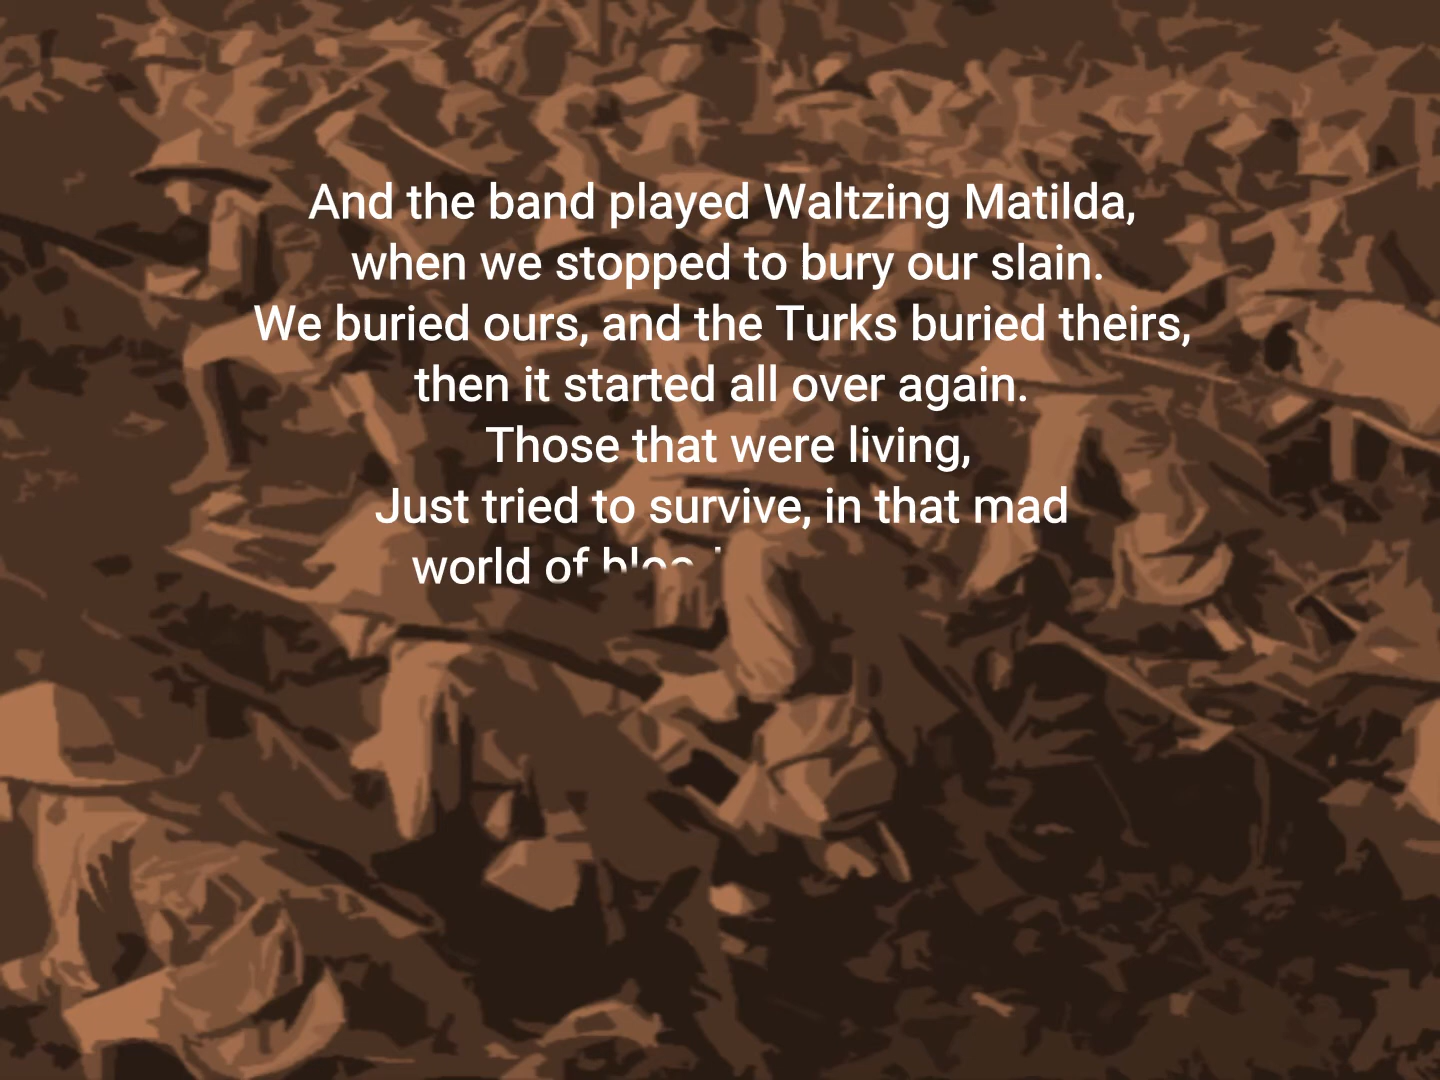 And the band played Waltzing Matilda,
when we stopped to bury our slain.
We buried ours, and the Turks buried theirs,
then it started all over again.
Those that were living,
Just tried to survive, in that mad
world of